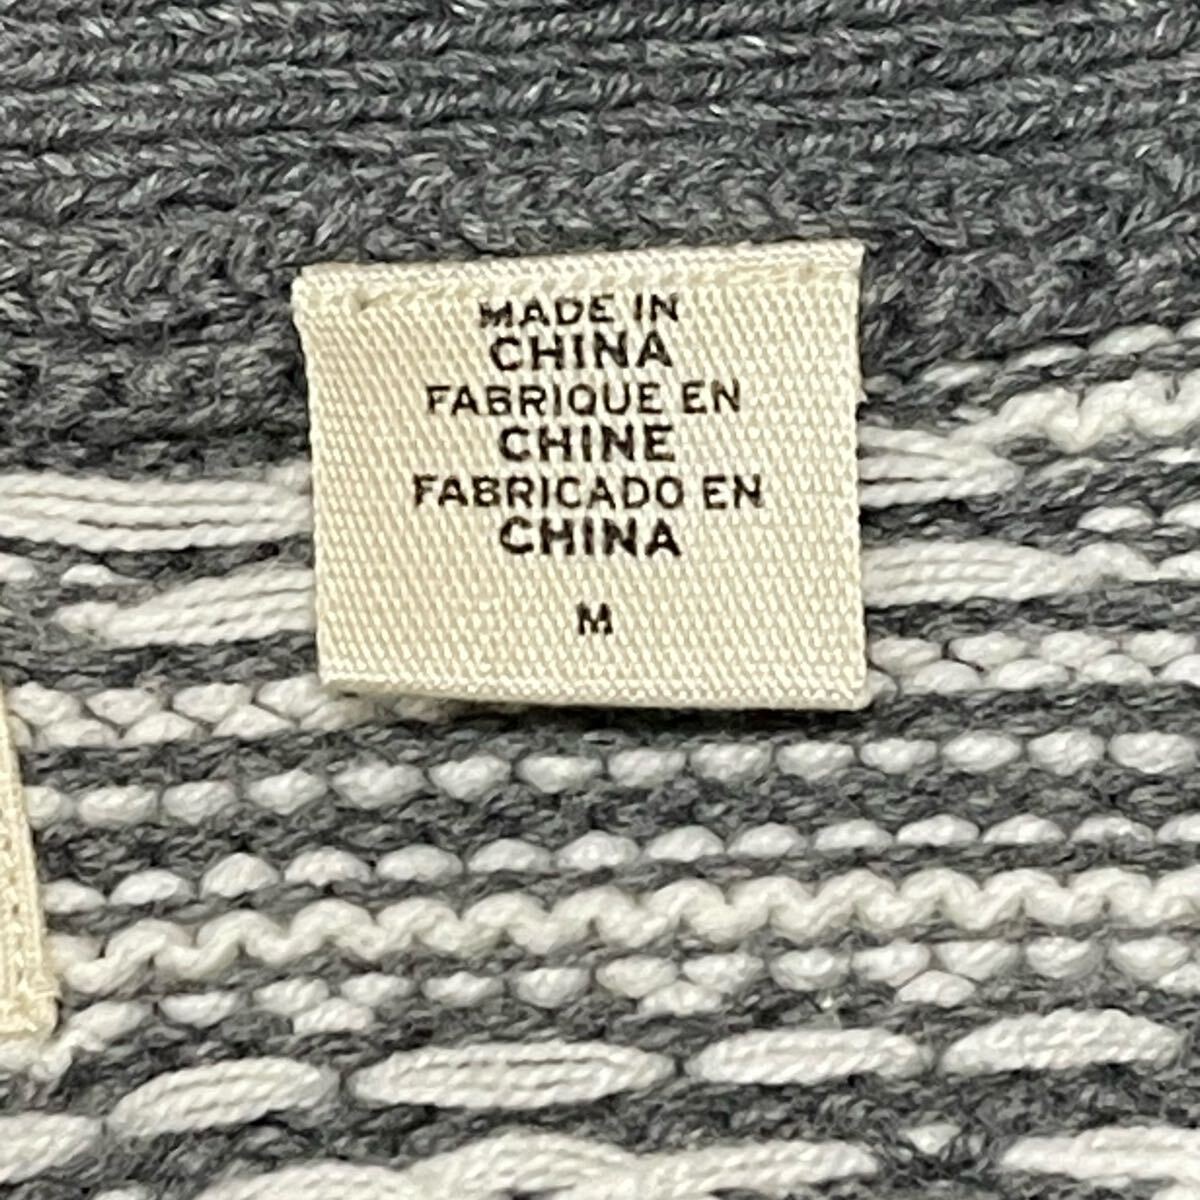 MADE IN
CHINA
FABRIQUE EN
CHINE
FABRICADO EN
CHINA
M